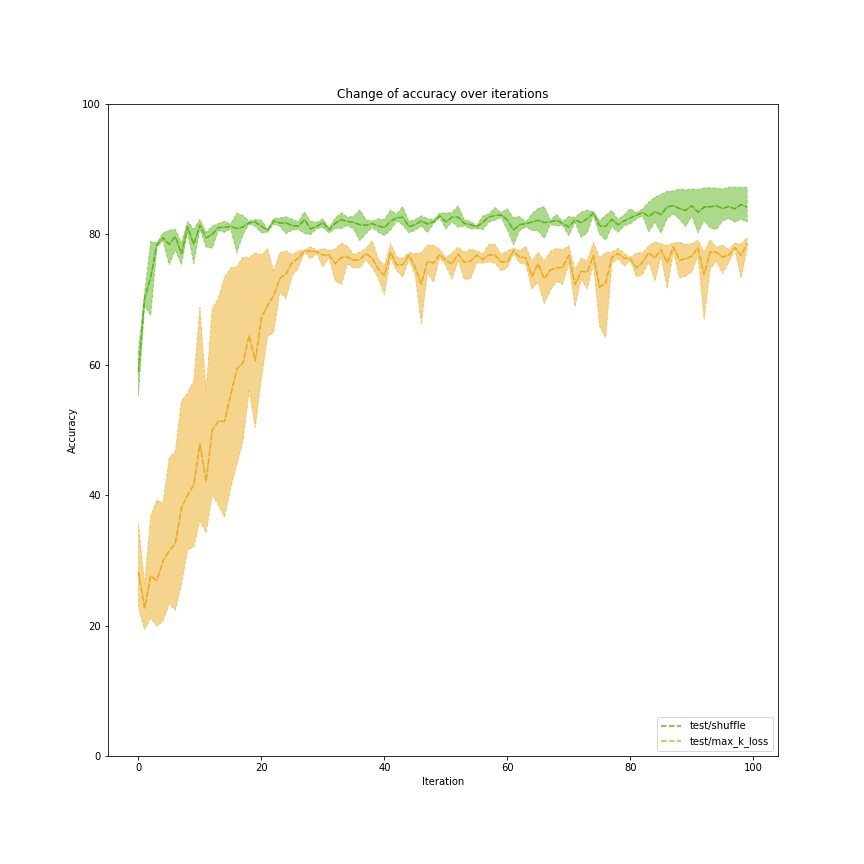 Change of accuracy over iterations
100
80
60
40
20
0
Accuracy
0 20 40 60 80 100
Iteration
test/shuffle
test/max_k_loss